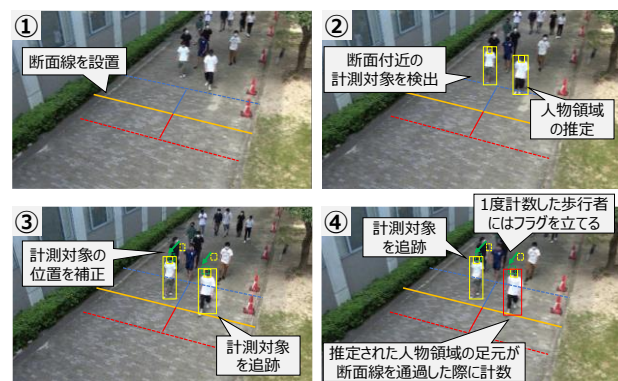 ①
断面線を設置
②
断面付近の
計測対象を検出
人物領域
の推定
③
計測対象の
位置を補正
計測対象
を追跡
④
計測対象
を追跡
1度計数した歩行者
にはフラグを立てる
推定された人物領域の足元が
断面線を通過した際に計数